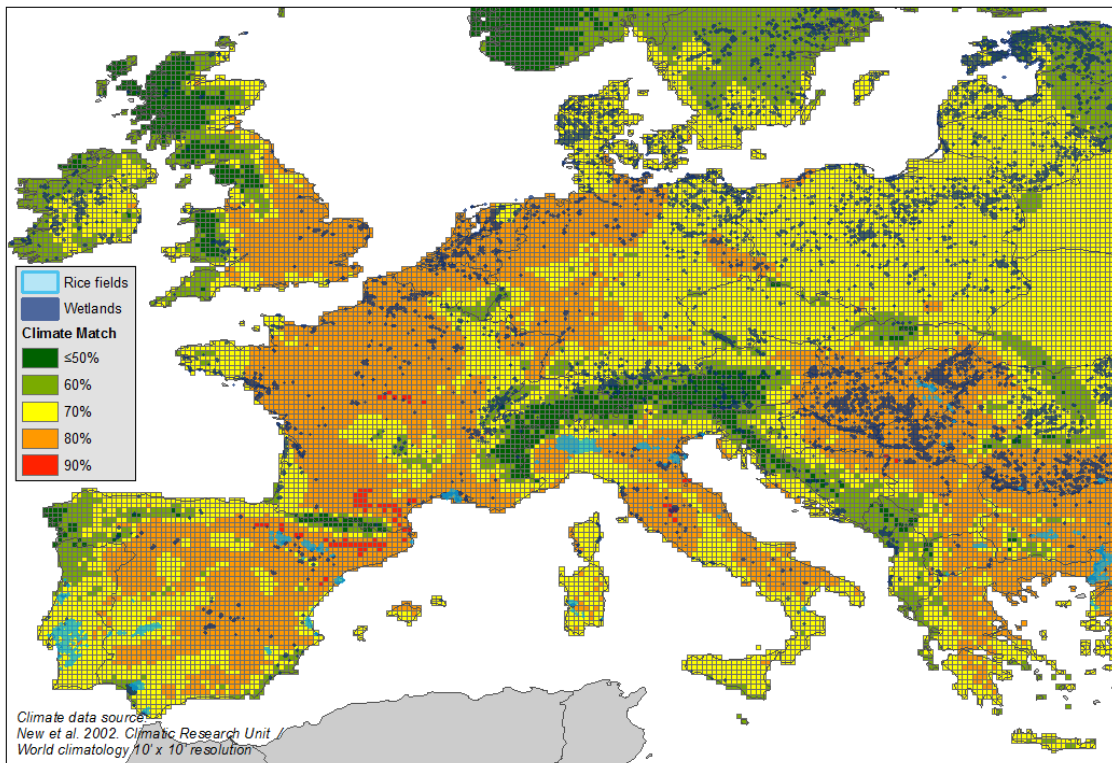 Rice fields
Wetlands
Climate Match
≤50%
60%
70%
80%
90%
Climate data source:
New et al. 2002. Climatic Research Unit
World climatology 10' x 10' resolution